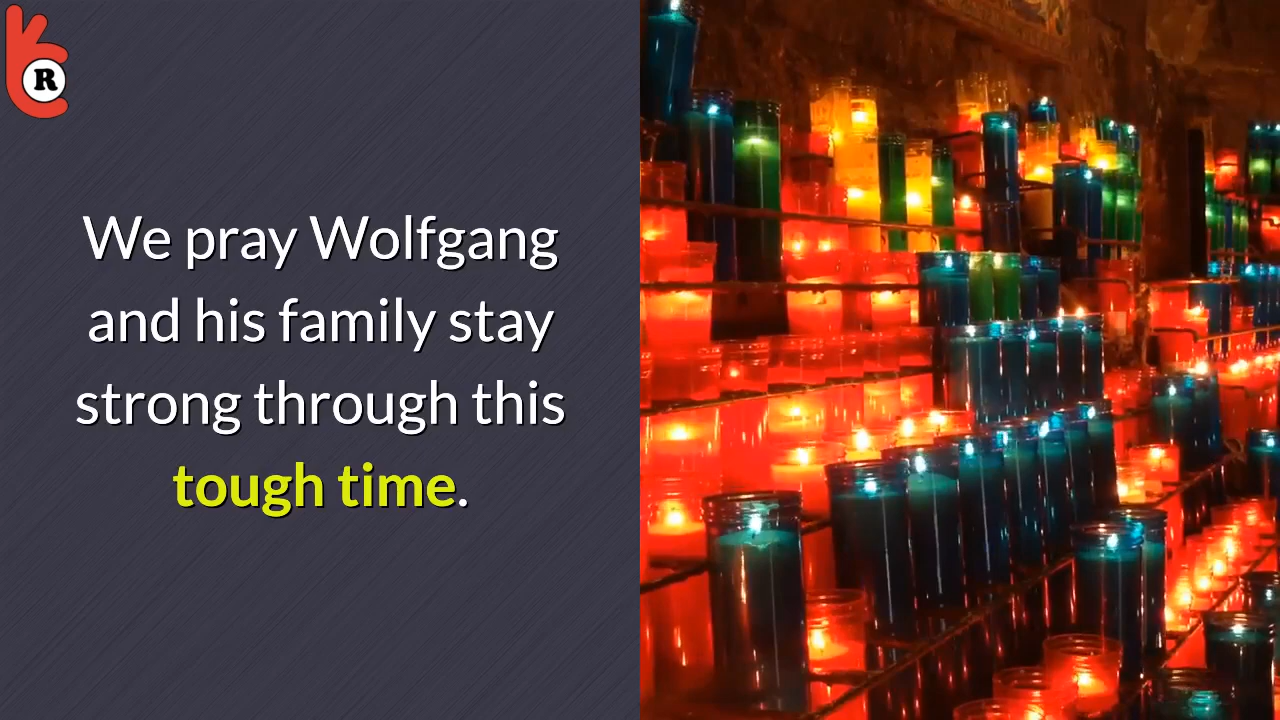 R
We pray Wolfgang
and his family stay
strong through this
tough time.